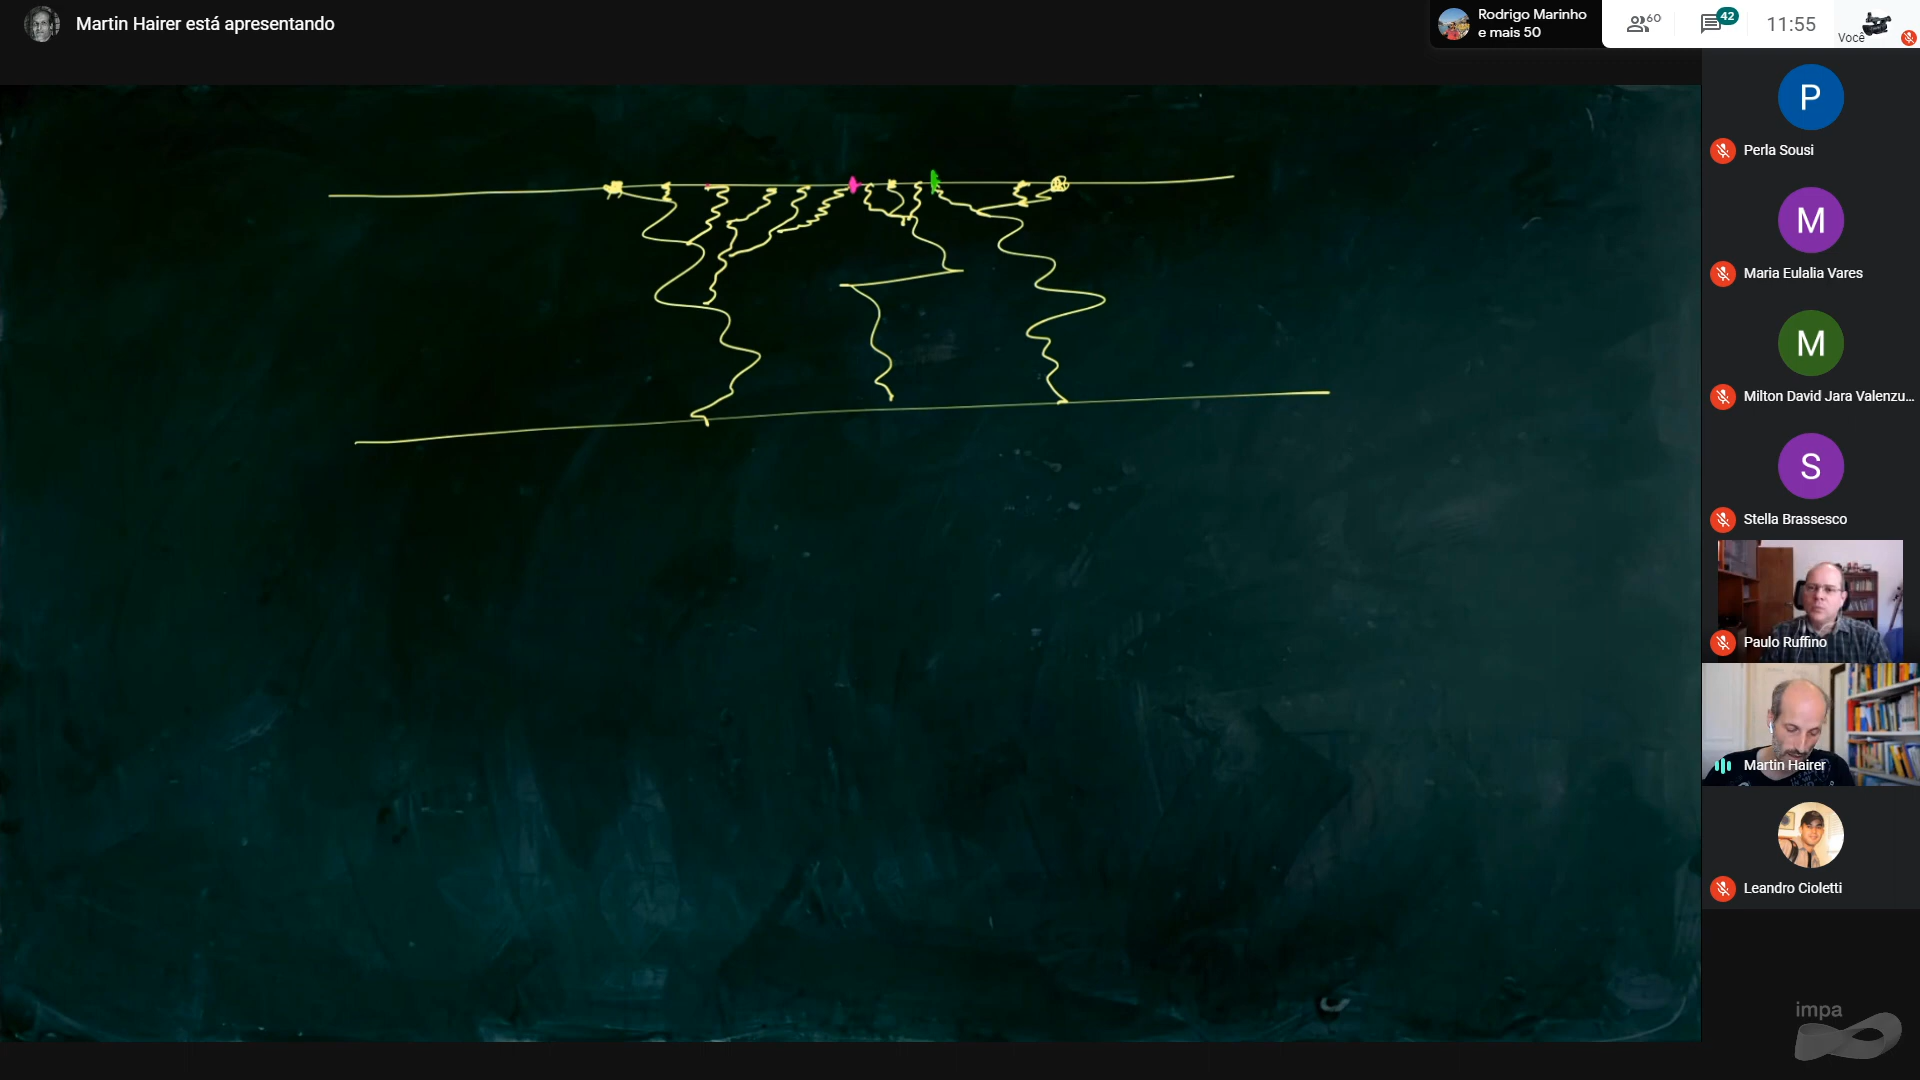 Martin Hairer está apresentando
Rodrigo Marinho
e mais 50
60
42
11:55
Você
P
Perla Sousi
M
Maria Eulalia Vares
M
Milton David Jara Valenzu...
S
Stella Brassesco
Paulo Ruffino
Martin Hairer
Leandro Cioletti
impa